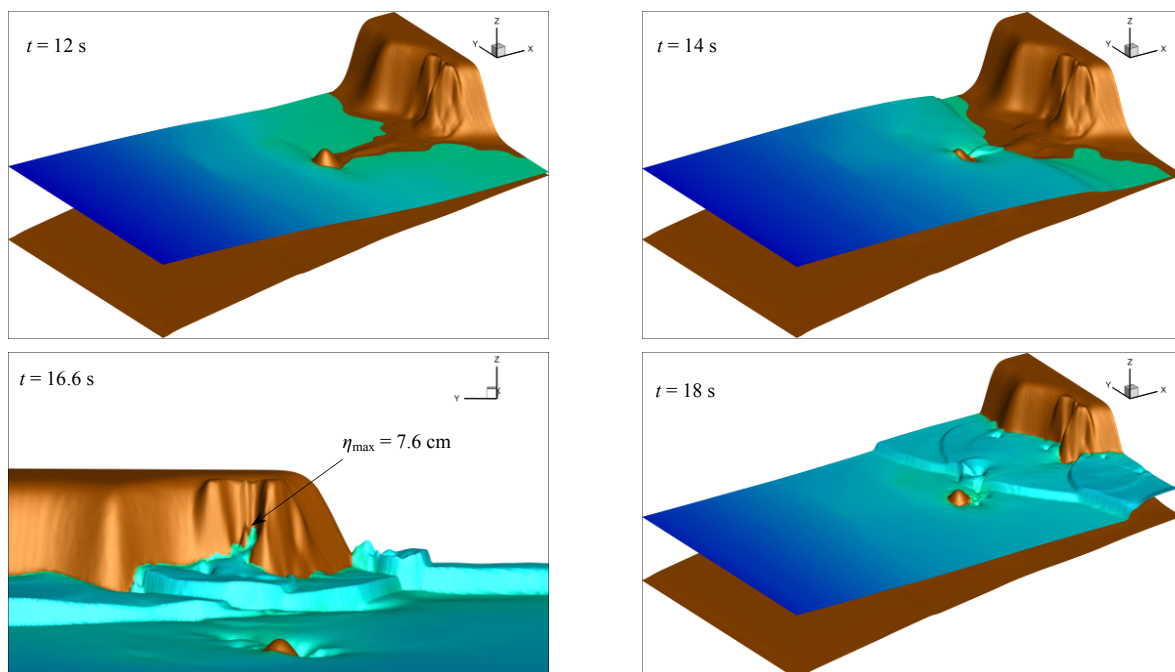 t = 12 s
Z
Y
X
t = 14 s
Z
Y
X
t = 16.6 s
Z
Y
X
ηmax = 7.6 cm
t = 18 s
Z
Y
X